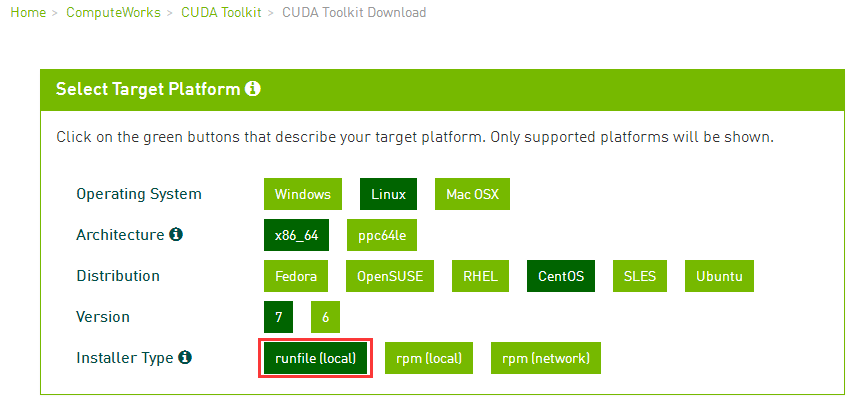 Home > ComputeWorks > CUDA Toolkit > CUDA Toolkit Download
Select Target Platform
Click on the green buttons that describe your target platform. Only supported platforms will be shown.
Operating System Windows Linux Mac OSX
Architecture x86_64 ppc64le
Distribution Fedora OpenSUSE RHEL CentOS SLES Ubuntu
Version 7 6
Installer Type runfile (local) rpm (local) rpm (network)